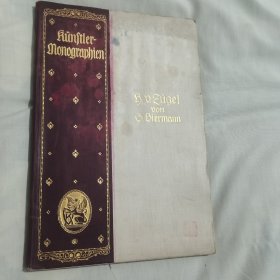 Künstler-
Monographien
H.v.Zügel
von
G. Biermann